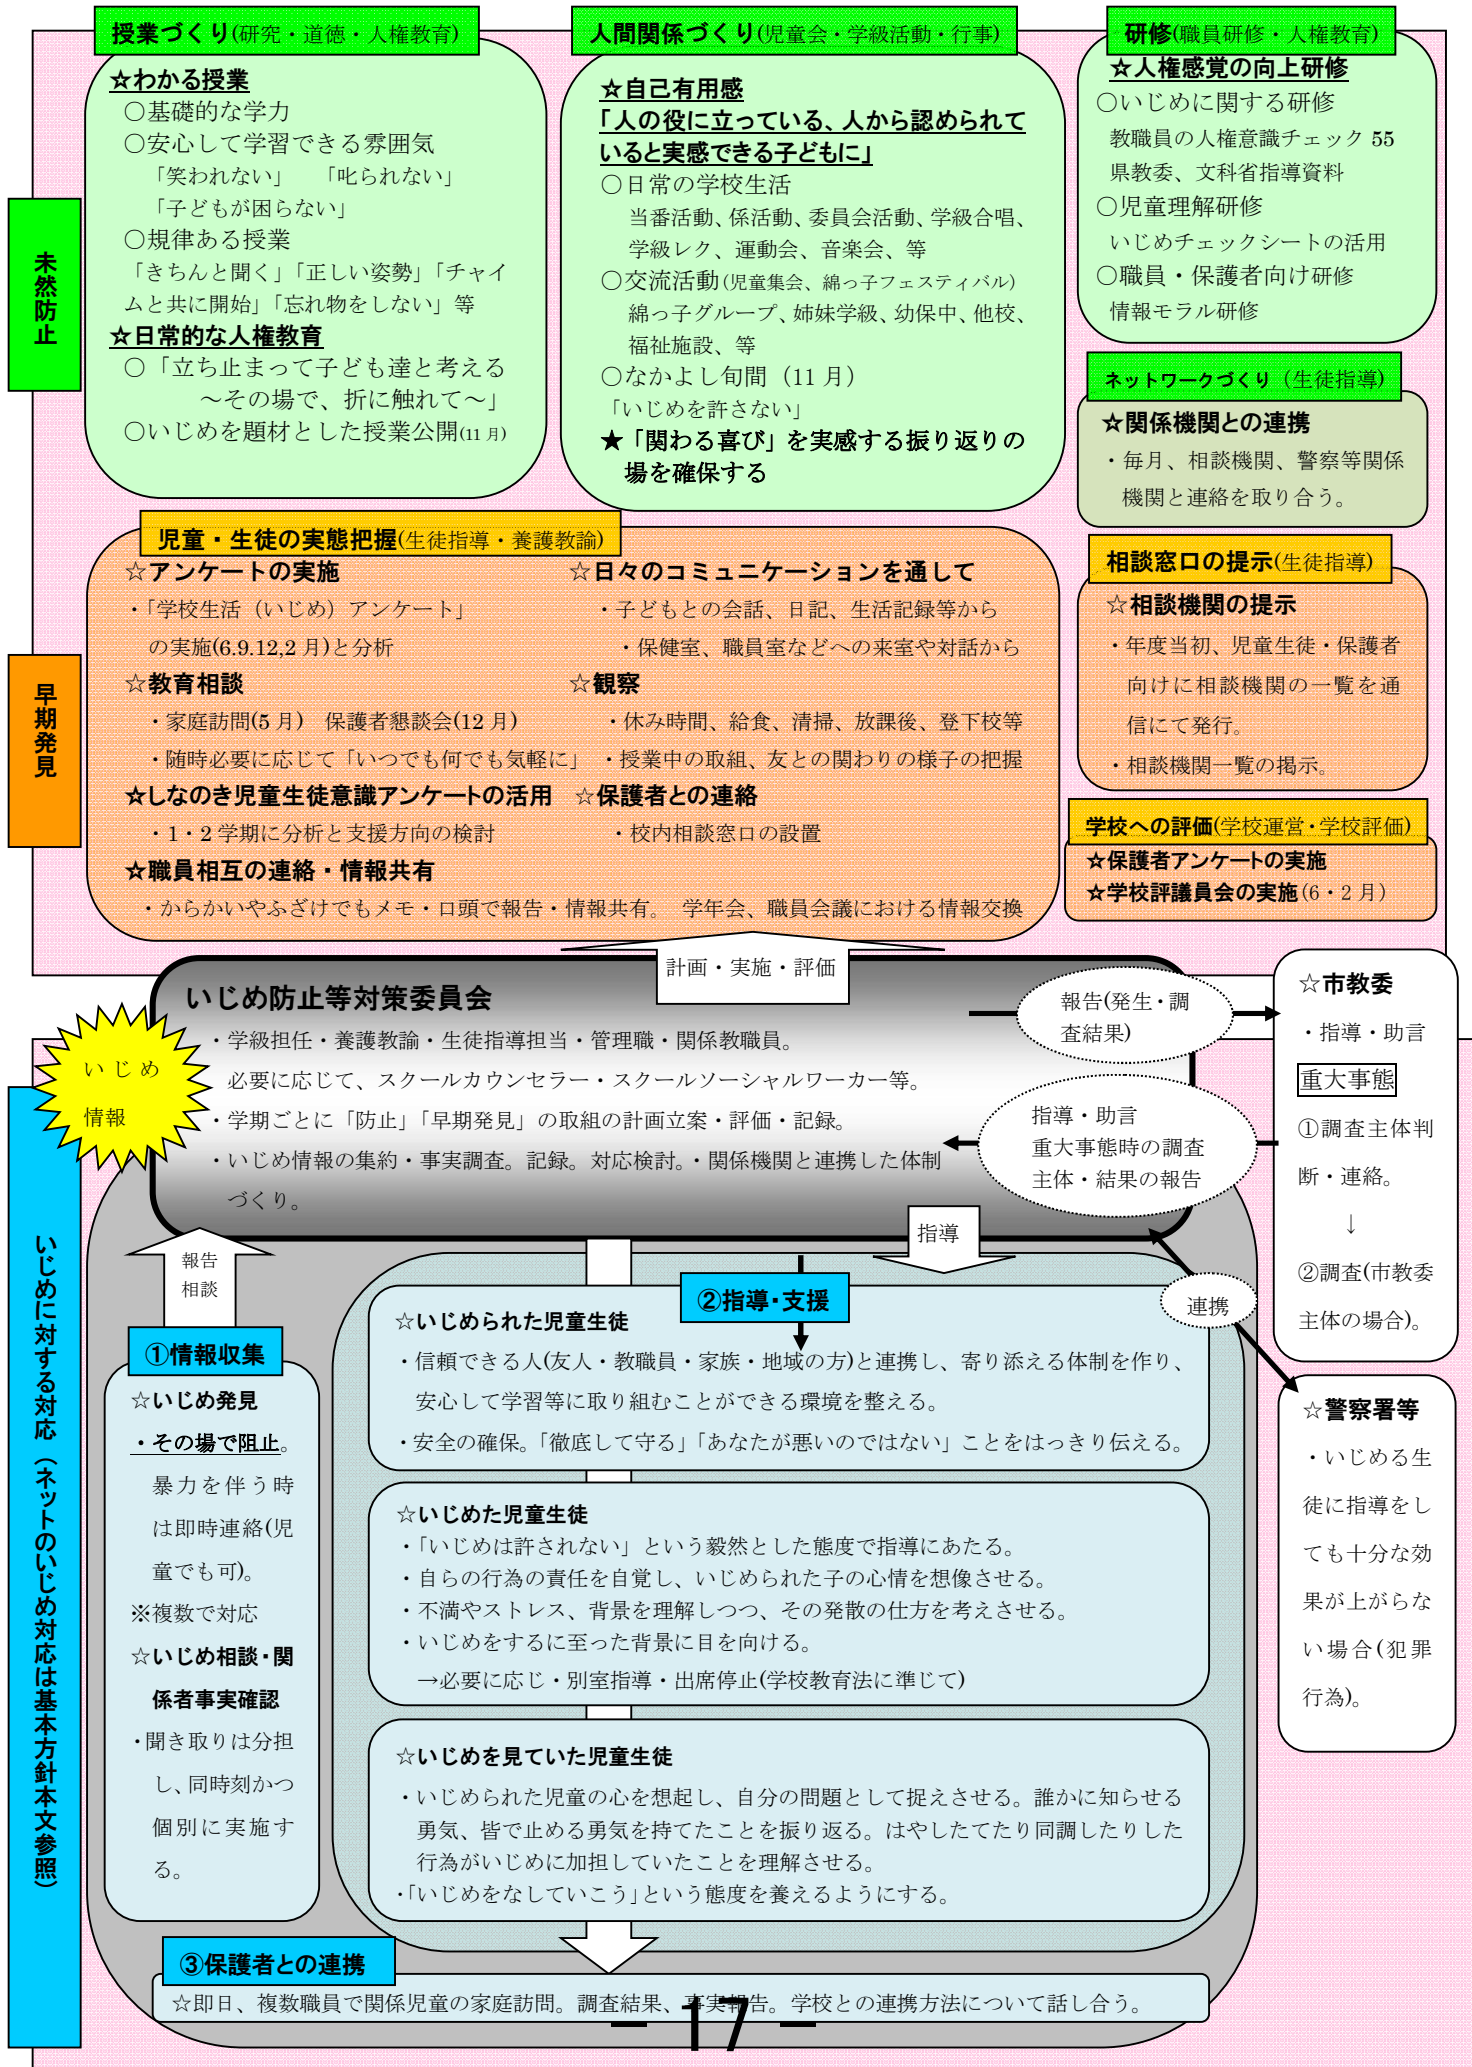 授業づくり(研究・道徳・人権教育)
☆わかる授業
○基礎的な学力
○安心して学習できる雰囲気
「笑われない」 「叱られない」
「子どもが困らない」
○規律ある授業
「きちんと聞く」「正しい姿勢」「チャイ
ムと共に開始」「忘れ物をしない」等
☆日常的な人権教育
○「立ち止まって子ども達と考える
～その場で、折に触れて～」
○いじめを題材とした授業公開(11 月)
人間関係づくり(児童会・学級活動・行事)
☆自己有用感
「人の役に立っている、人から認められて
いると実感できる子どもに」
○日常の学校生活
当番活動、係活動、委員会活動、学級合唱、
学級レク、運動会、音楽会、等
○交流活動(児童集会、綿っ子フェスティバル)
綿っ子グループ、姉妹学級、幼保中、他校、
福祉施設、等
○なかよし旬間（11 月）
「いじめを許さない」
★「関わる喜び」を実感する振り返りの
場を確保する
研修(職員研修・人権教育)
☆人権感覚の向上研修
○いじめに関する研修
教職員の人権意識チェック 55
県教委、文科省指導資料
○児童理解研修
いじめチェックシートの活用
○職員・保護者向け研修
情報モラル研修
ネットワークづくり（生徒指導)
☆関係機関との連携
・毎月、相談機関、警察等関係
機関と連絡を取り合う。
未然防止
児童・生徒の実態把握(生徒指導・養護教諭)
☆アンケートの実施
・「学校生活（いじめ）アンケート」
の実施(6.9.12,2 月)と分析
☆教育相談
・家庭訪問(5 月) 保護者懇談会(12 月)
・随時必要に応じて「いつでも何でも気軽に」
☆しなのき児童生徒意識アンケートの活用
・1・2 学期に分析と支援方向の検討
☆職員相互の連絡・情報共有
・からかいやふざけでもメモ・口頭で報告・情報共有。 学年会、職員会議における情報交換
☆日々のコミュニケーションを通して
・子どもとの会話、日記、生活記録等から
・保健室、職員室などへの来室や対話から
☆観察
・休み時間、給食、清掃、放課後、登下校等
・授業中の取組、友との関わりの様子の把握
☆保護者との連絡
・校内相談窓口の設置
相談窓口の提示(生徒指導)
☆相談機関の提示
・年度当初、児童生徒・保護者
向けに相談機関の一覧を通
信にて発行。
・相談機関一覧の掲示。
学校への評価(学校運営・学校評価)
☆保護者アンケートの実施
☆学校評議員会の実施(6・2 月)
早期発見
計画・実施・評価
いじめ防止等対策委員会
・学級担任・養護教諭・生徒指導担当・管理職・関係教職員。
必要に応じて、スクールカウンセラー・スクールソーシャルワーカー等。
・学期ごとに「防止」「早期発見」の取組の計画立案・評価・記録。
・いじめ情報の集約・事実調査。記録。対応検討。・関係機関と連携した体制
づくり。
いじめ
情報
報告(発生・調
査結果)
指導・助言
重大事態時の調査
主体・結果の報告
☆市教委
・指導・助言
重大事態
①調査主体判
断・連絡。
↓
②調査(市教委
主体の場合)。
連携
☆警察署等
・いじめる生
徒に指導をし
ても十分な効
果が上がらな
い場合(犯罪
行為)。
いじめに対する対応（ネットのいじめ対応は基本方針本文参照）
報告
相談
①情報収集
☆いじめ発見
・その場で阻止。
暴力を伴う時
は即時連絡(児
童でも可)。
※複数で対応
☆いじめ相談・関
係者事実確認
・聞き取りは分担
し、同時刻かつ
個別に実施す
る。
指導
②指導・支援
☆いじめられた児童生徒
・信頼できる人(友人・教職員・家族・地域の方)と連携し、寄り添える体制を作り、
安心して学習等に取り組むことができる環境を整える。
・安全の確保。「徹底して守る」「あなたが悪いのではない」ことをはっきり伝える。
☆いじめた児童生徒
・「いじめは許されない」という毅然とした態度で指導にあたる。
・自らの行為の責任を自覚し、いじめられた子の心情を想像させる。
・不満やストレス、背景を理解しつつ、その発散の仕方を考えさせる。
・いじめをするに至った背景に目を向ける。
→必要に応じ・別室指導・出席停止(学校教育法に準じて)
☆いじめを見ていた児童生徒
・いじめられた児童の心を想起し、自分の問題として捉えさせる。誰かに知らせる
勇気、皆で止める勇気を持てたことを振り返る。はやしたてたり同調したりした
行為がいじめに加担していたことを理解させる。
・「いじめをなしていこう」という態度を養えるようにする。
③保護者との連携
☆即日、複数職員で関係児童の家庭訪問。調査結果、事実報告。学校との連携方法について話し合う。
－ 17 －